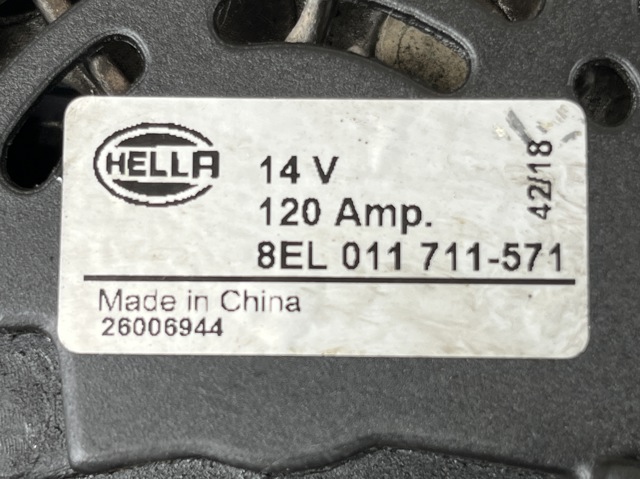 HELLA
14 V
120 Amp.
42/18
8EL 011 711-571
Made in China
26006944